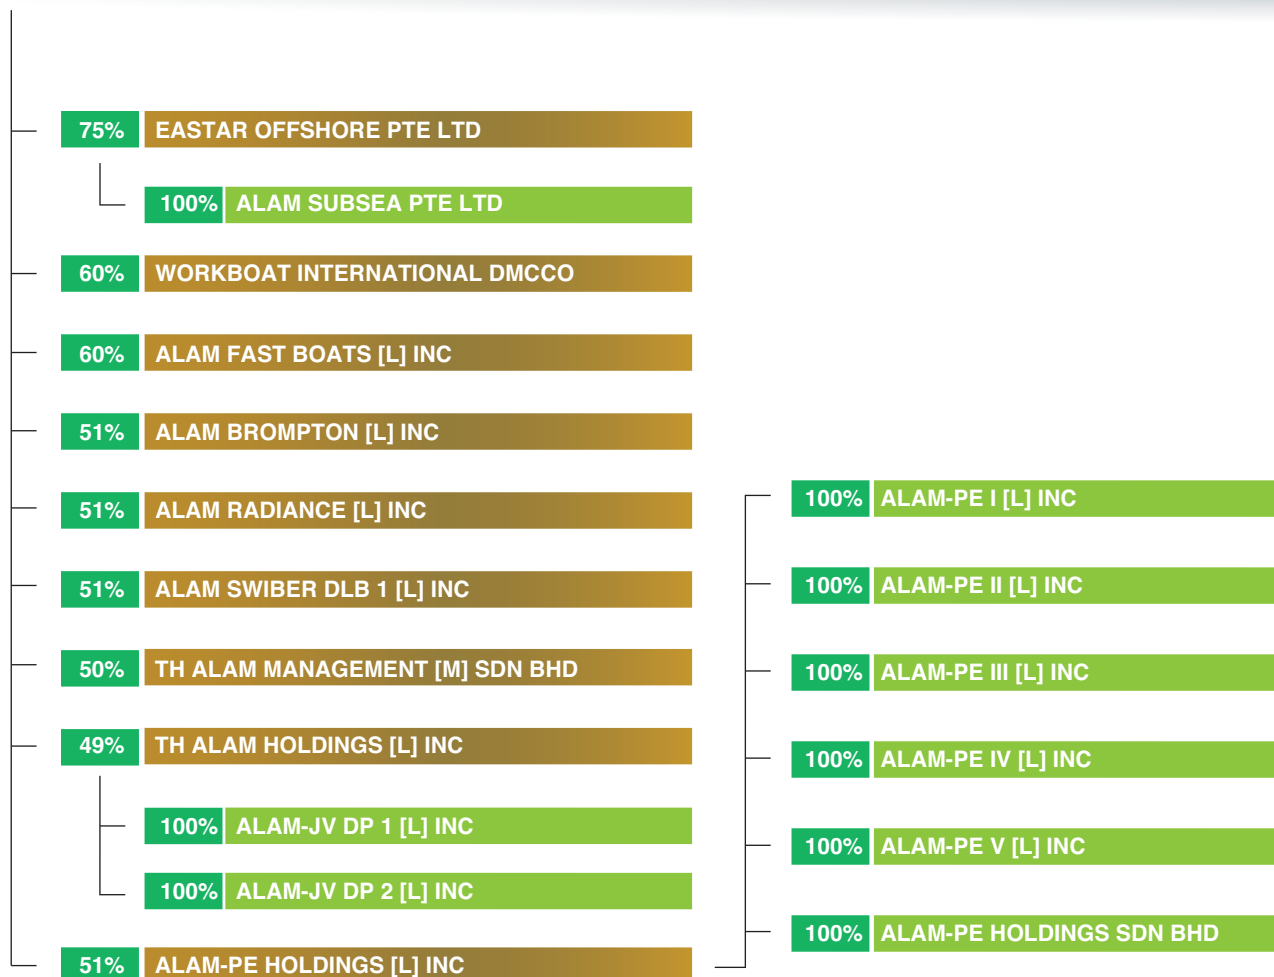 75% EASTAR OFFSHORE PTE LTD
100% ALAM SUBSEA PTE LTD
60% WORKBOAT INTERNATIONAL DMCCO
60% ALAM FAST BOATS [L] INC
51% ALAM BROMPTON [L] INC
51% ALAM RADIANCE [L] INC
51% ALAM SWIBER DLB 1 [L] INC
50% TH ALAM MANAGEMENT [M] SDN BHD
49% TH ALAM HOLDINGS [L] INC
100% ALAM-JV DP 1 [L] INC
100% ALAM-JV DP 2 [L] INC
51% ALAM-PE HOLDINGS [L] INC
100% ALAM-PE I [L] INC
100% ALAM-PE II [L] INC
100% ALAM-PE III [L] INC
100% ALAM-PE IV [L] INC
100% ALAM-PE V [L] INC
100% ALAM-PE HOLDINGS SDN BHD